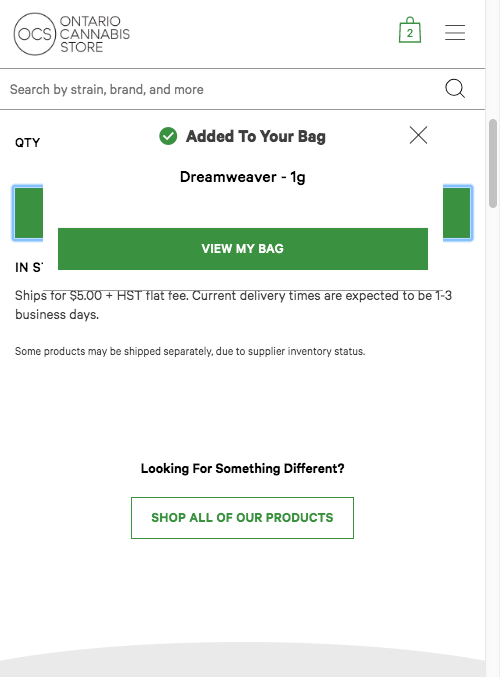 OCS
ONTARIO
CANNABIS
STORE
2
Search by strain, brand, and more
QTY
Added To Your Bag
Dreamweaver - 1g
VIEW MY BAG
IN S
Ships for $5.00 + HST flat fee. Current delivery times are expected to be 1-3
business days.
Some products may be shipped separately, due to supplier inventory status.
Looking For Something Different?
SHOP ALL OF OUR PRODUCTS